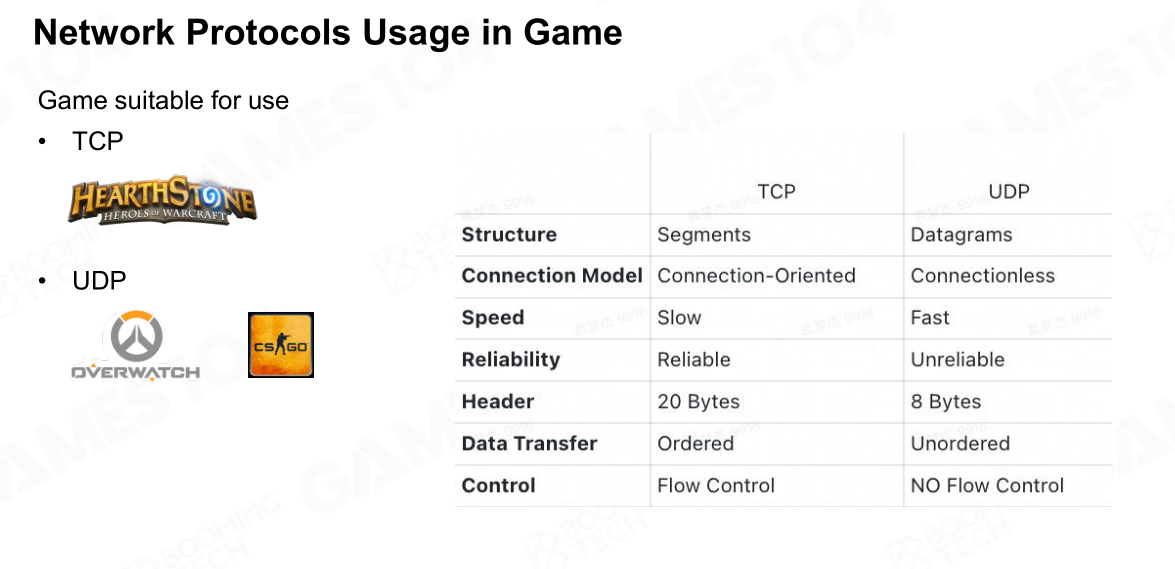 Network Protocols Usage in Game
Game suitable for use
• TCP
HEARTHSTONE
HEROES OF WARCRAFT
• UDP
OVERWATCH
CS GO
TCP UDP
Structure Segments Datagrams
Connection Model Connection-Oriented Connectionless
Speed Slow Fast
Reliability Reliable Unreliable
Header 20 Bytes 8 Bytes
Data Transfer Ordered Unordered
Control Flow Control NO Flow Control
GAMES104
BOOMING
TECH